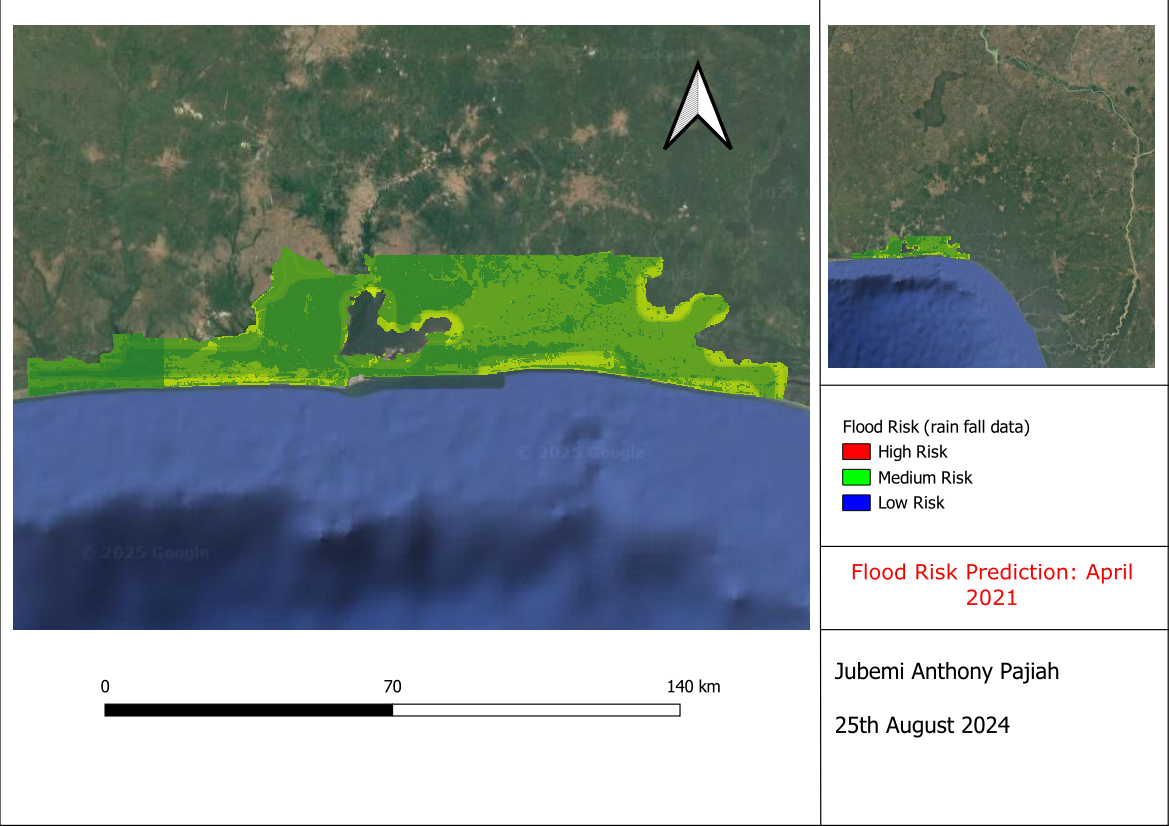 © 2025 Google
© 2025 Google
Flood Risk (rain fall data)
High Risk
Medium Risk
Low Risk
Flood Risk Prediction: April
2021
0 70 140 km
Jubemi Anthony Pajiah
25th August 2024